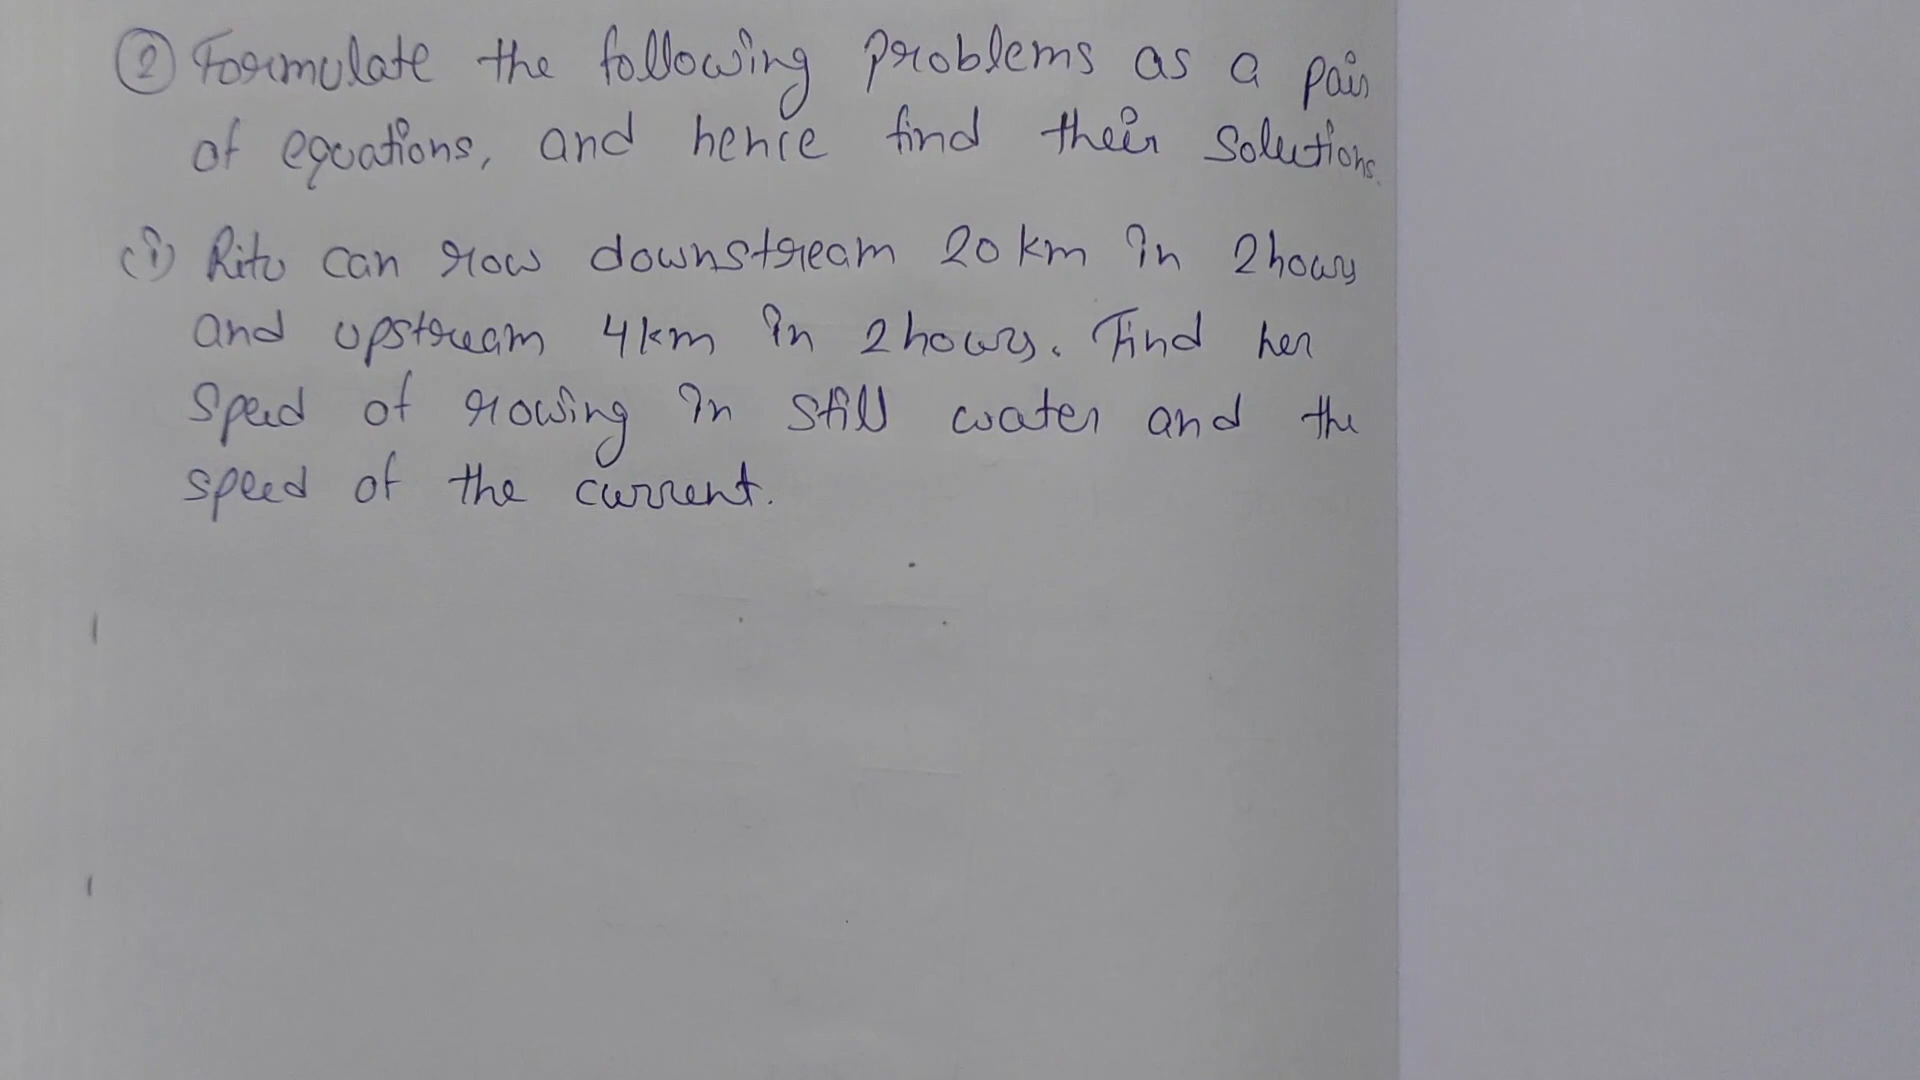 ② Formulate the following problems as a pair
of equations, and hence find their solutions.
(i) Ritu can row downstream 20 km in 2 hours
and upstream 4 km in 2 hours. Find her
speed of rowing in still water and the
speed of the current.